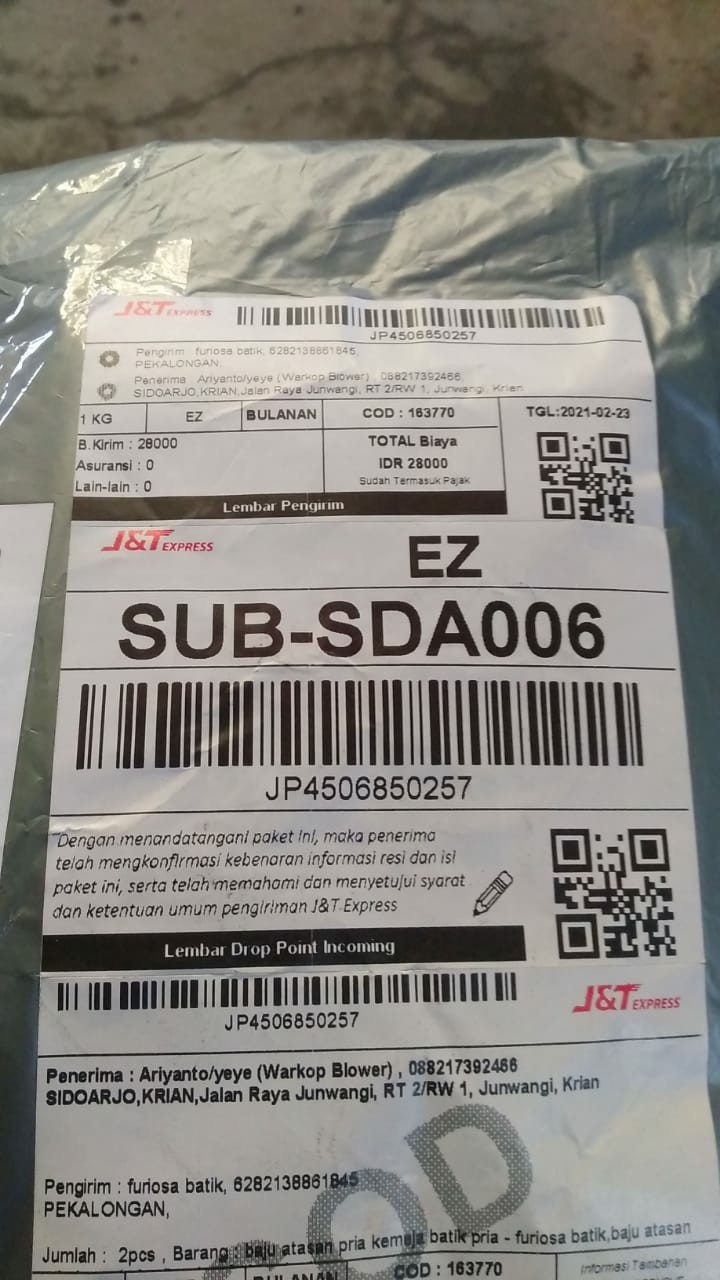 J&T EXPRESS
JP4506850257
Pengirim : furiosa batik, 6282138861845,
PEKALONGAN,
Penerima : Ariyanto/yeye (Warkop Blower) , 088217392466
SIDOARJO,KRIAN,Jalan Raya Junwangi, RT 2/RW 1, Junwangi, Krian
1 KG EZ BULANAN COD : 163770 TGL:2021-02-23
B.Kirim : 28000
Asuransi : 0
Lain-lain : 0
TOTAL Biaya
IDR 28000
Sudah Termasuk Pajak
Lembar Pengirim
J&T EXPRESS
EZ
SUB-SDA006
JP4506850257
Dengan menandatangani paket ini, maka penerima
telah mengkonfirmasi kebenaran informasi resi dan isi
paket ini, serta telah memahami dan menyetujui syarat
dan ketentuan umum pengiriman J&T Express
Lembar Drop Point Incoming
JP4506850257
J&T EXPRESS
Penerima : Ariyanto/yeye (Warkop Blower) , 088217392466
SIDOARJO,KRIAN,Jalan Raya Junwangi, RT 2/RW 1, Junwangi, Krian
COD
Pengirim : furiosa batik, 6282138861845
PEKALONGAN,
Jumlah : 2pcs , Barang : baju atasan pria kemeja batik pria - furiosa batik,baju atasan
BULANAN COD : 163770 Informasi Tambahan